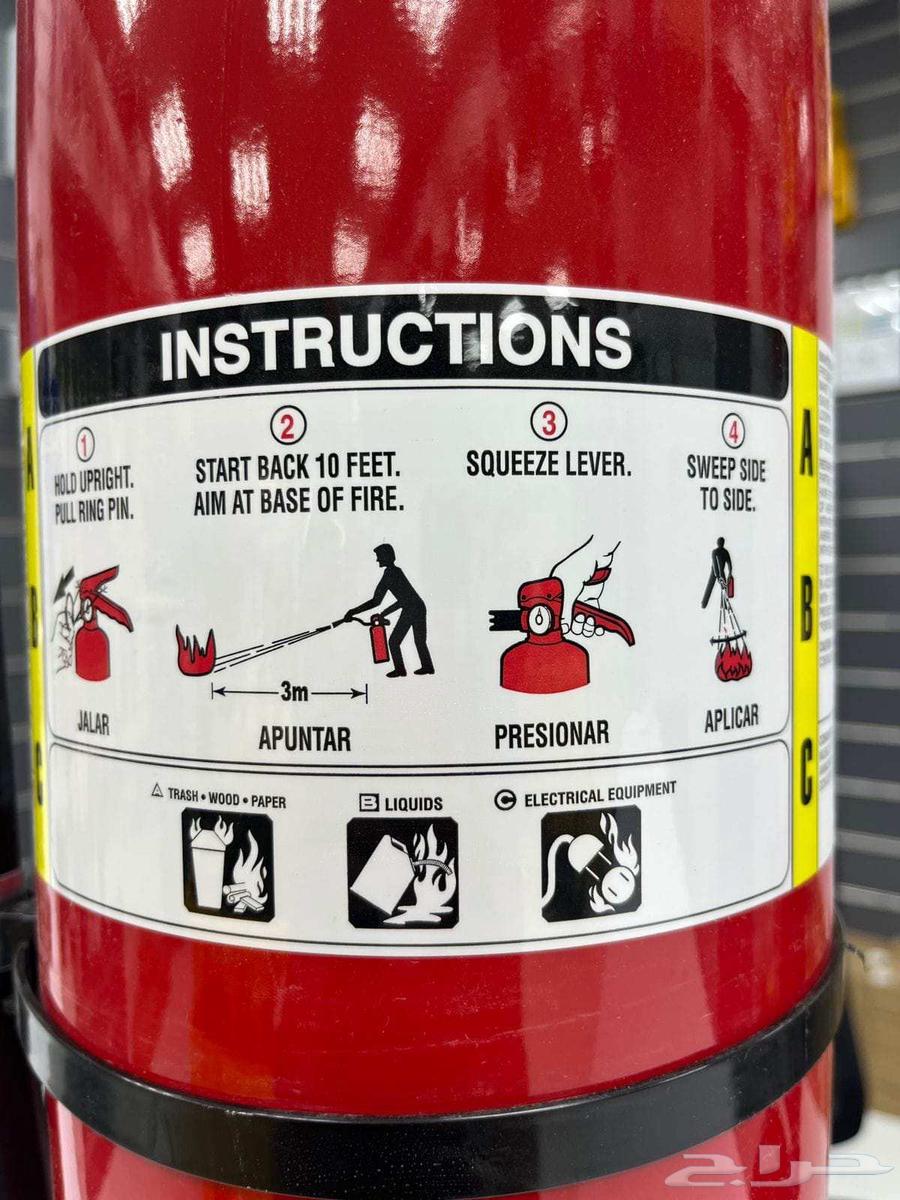 INSTRUCTIONS
1
HOLD UPRIGHT.
PULL RING PIN.
JALAR
2
START BACK 10 FEET.
AIM AT BASE OF FIRE.
3m
APUNTAR
3
SQUEEZE LEVER.
PRESIONAR
4
SWEEP SIDE
TO SIDE.
APLICAR
A TRASH • WOOD • PAPER
B LIQUIDS
C ELECTRICAL EQUIPMENT
A
B
C
A
B
C
حراج